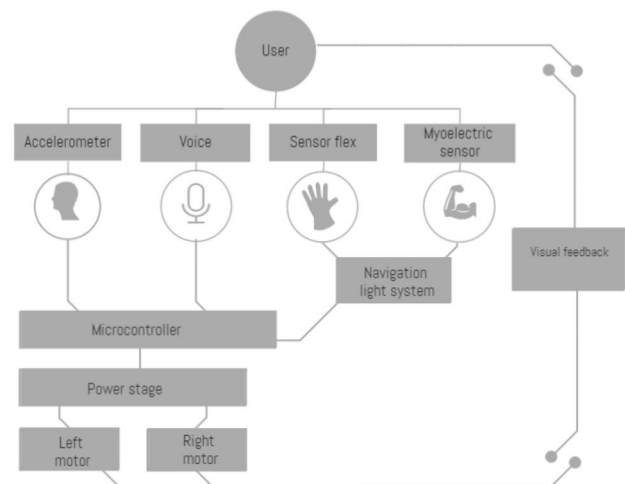 User
Accelerometer
Voice
Sensor flex
Myoelectric
sensor
Navigation
light system
Visual feedback
Microcontroller
Power stage
Left
motor
Right
motor